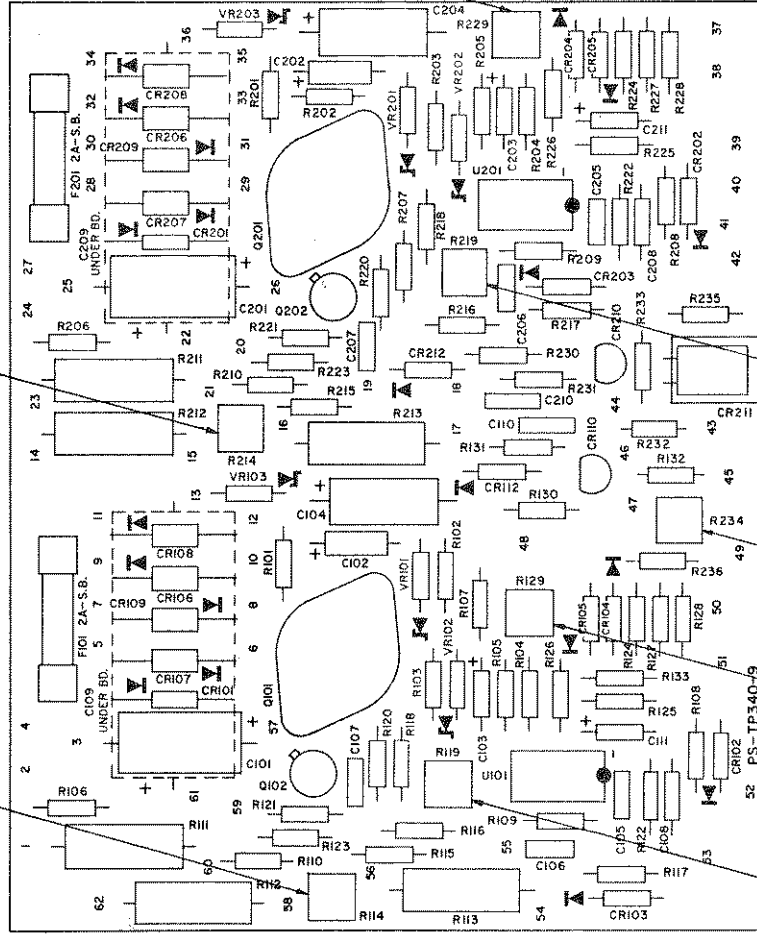 36
VR203
C204
R229
R205
CR204
CR205
37
34
35
C202
R203
VR202
38
32
CR208
33
R201
R202
VR201
C203
R204
R226
R224
R227
R228
F201 2A-S.B.
30
CR209
CR206
31
C211
R225
CR202
39
28
29
U201
C205
R222
40
C209
UNDER BD.
CR207
CR201
Q201
R207
R218
C208
R208
41
27
R219
R209
42
24
25
26
R220
CR203
C201
Q202
C206
R217
CR210
R233
R235
22
R216
R206
20
R221
C207
R211
R223
19
CR212
18
R230
23
21
R210
R215
R231
44
CR211
R212
16
C210
43
14
15
R214
R213
17
C110
R131
CR110
46
R232
VR103
13
CR112
R132
45
11
12
C104
R130
47
R234
CR108
C102
48
49
9
10
R101
VR101
R102
R236
F101 2A-S.B.
7
CR109
CR106
8
R107
R129
CR105
CR104
R128
50
5
6
VR102
R105
R104
R126
R124
R127
51
CR107
CR101
R103
R133
C109
UNDER BD.
Q101
R125
R108
4
57
C107
R120
R118
C103
C111
3
C101
R119
U101
CR102
PS-TP340-9
2
Q102
52
61
59
R106
R121
R109
C105
R122
C108
R111
R123
R116
1
60
R110
56
R115
55
C106
53
R112
R117
62
58
R114
R113
54
CR103